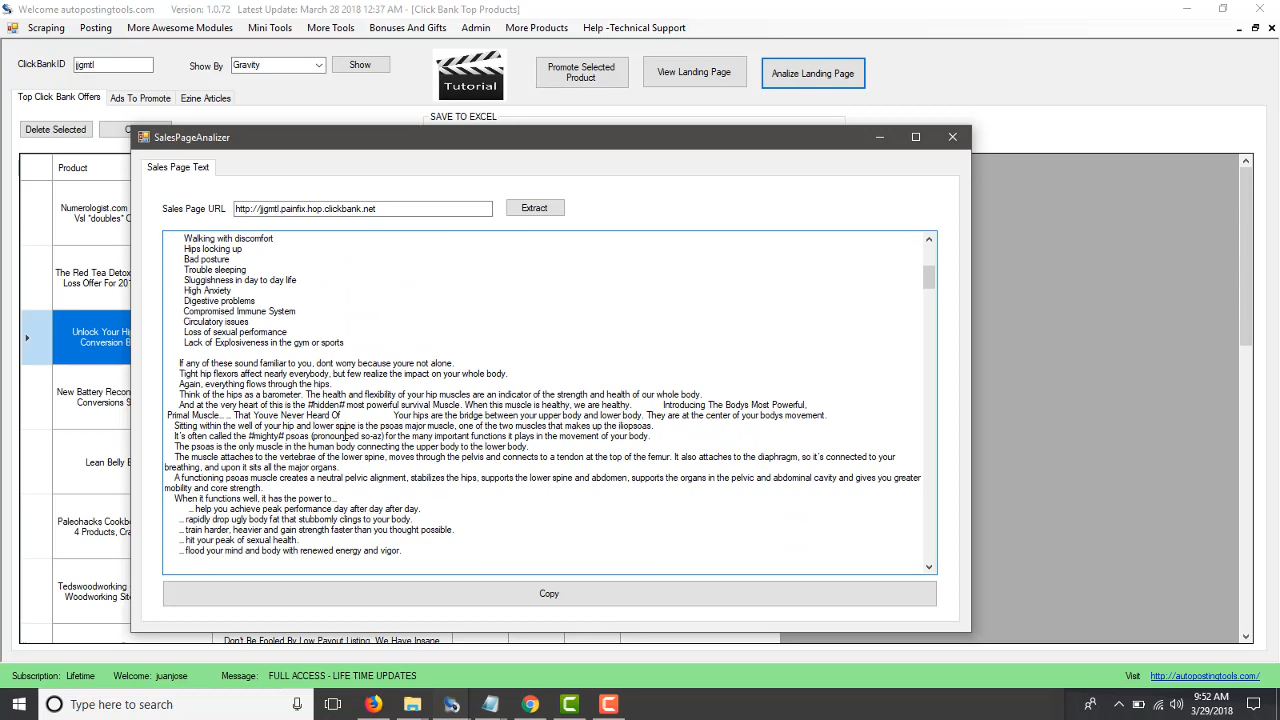 Welcome autopostingtools.com Version: 1.0.72 Latest Update: March 28 2018 12:37 AM - [Click Bank Top Products]
Scraping Posting More Awesome Modules Mini Tools More Tools Bonuses And Gifts Admin More Products Help -Technical Support
ClickBank ID jjgmtl Show By Gravity Show Tutorial Promote Selected Product View Landing Page Analize Landing Page
Top Click Bank Offers Ads To Promote Ezine Articles
SAVE TO EXCEL
Delete Selected
SalesPageAnalizer
Product
Sales Page Text
Numerologist.com
Vsl "doubles"
Sales Page URL http://jjgmtl.painfix.hop.clickbank.net Extract
The Red Tea Detox
Loss Offer For
Unlock Your
Conversion
New Battery
Conversions
Lean Belly
Paleohacks
4 Products,
Tedswoodworking
Woodworking
Walking with discomfort
Hips locking up
Bad posture
Trouble sleeping
Sluggishness in day to day life
High Anxiety
Digestive problems
Compromised Immune System
Circulatory issues
Loss of sexual performance
Lack of Explosiveness in the gym or sports
If any of these sound familiar to you, dont worry because youre not alone.
Tight hip flexors affect nearly everybody, but few realize the impact on your whole body.
Again, everything flows through the hips.
Think of the hips as a barometer. The health and flexibility of your hip muscles are an indicator of the strength and health of our whole body.
And at the very heart of this is the #hidden# most powerful survival Muscle. When this muscle is healthy, we are healthy. Introducing The Bodys Most Powerful,
Primal Muscle... ... That Youve Never Heard Of Your hips are the bridge between your upper body and lower body. They are at the center of your bodys movement.
Sitting within the well of your hip and lower spine is the psoas major muscle, one of the two muscles that makes up the iliopsoas.
It's often called the #mighty# psoas (pronounced so-az) for the many important functions it plays in the movement of your body.
The psoas is the only muscle in the human body connecting the upper body to the lower body.
The muscle attaches to the vertebrae of the lower spine, moves through the pelvis and connects to a tendon at the top of the femur. It also attaches to the diaphragm, so it's connected to your
breathing, and upon it sits all the major organs.
A functioning psoas muscle creates a neutral pelvic alignment, stabilizes the hips, supports the lower spine and abdomen, supports the organs in the pelvic and abdominal cavity and gives you greater
mobility and core strength.
When it functions well, it has the power to...
... help you achieve peak performance day after day after day.
... rapidly drop ugly body fat that stubbornly clings to your body.
... train harder, heavier and gain strength faster than you thought possible.
... hit your peak of sexual health.
... flood your mind and body with renewed energy and vigor.
Copy
Don't Be Fooled By Low Payout Listing. We Have Insane
Subscription: Lifetime Welcome: juanjose Message: FULL ACCESS - LIFE TIME UPDATES Visit http://autopostingtools.com/
Type here to search
9:52 AM
3/29/2018